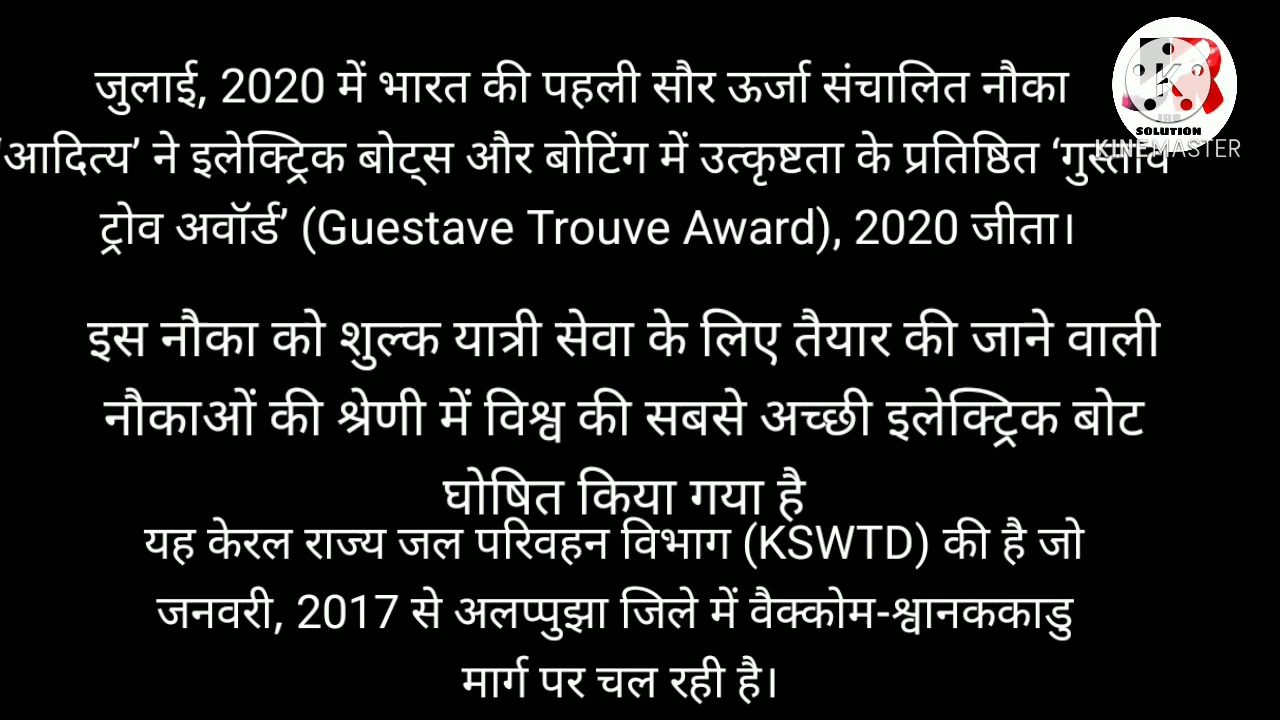 जुलाई, 2020 में भारत की पहली सौर ऊर्जा संचालित नौका
'आदित्य’ ने इलेक्ट्रिक बोट्स और बोटिंग में उत्कृष्टता के प्रतिष्ठित ‘गुस्ताव
ट्रोव अवॉर्ड’ (Guestave Trouve Award), 2020 जीता।
इस नौका को शुल्क यात्री सेवा के लिए तैयार की जाने वाली
नौकाओं की श्रेणी में विश्व की सबसे अच्छी इलेक्ट्रिक बोट
घोषित किया गया है
यह केरल राज्य जल परिवहन विभाग (KSWTD) की है जो
जनवरी, 2017 से अलप्पुझा जिले में वैक्कोम-श्वानककाडु
मार्ग पर चल रही है।
JRR
SOLUTION
KINEMASTER